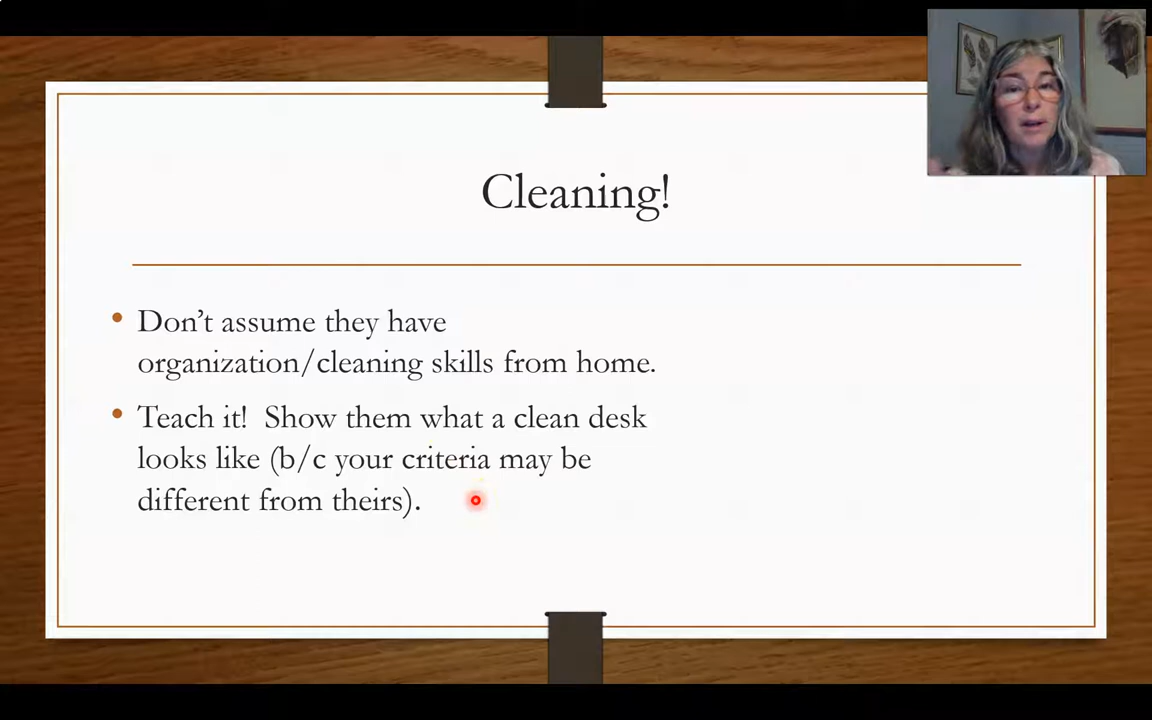 Cleaning!
Don't assume they have
organization/cleaning skills from home.
Teach it!  Show them what a clean desk
looks like (b/c your criteria may be
different from theirs).